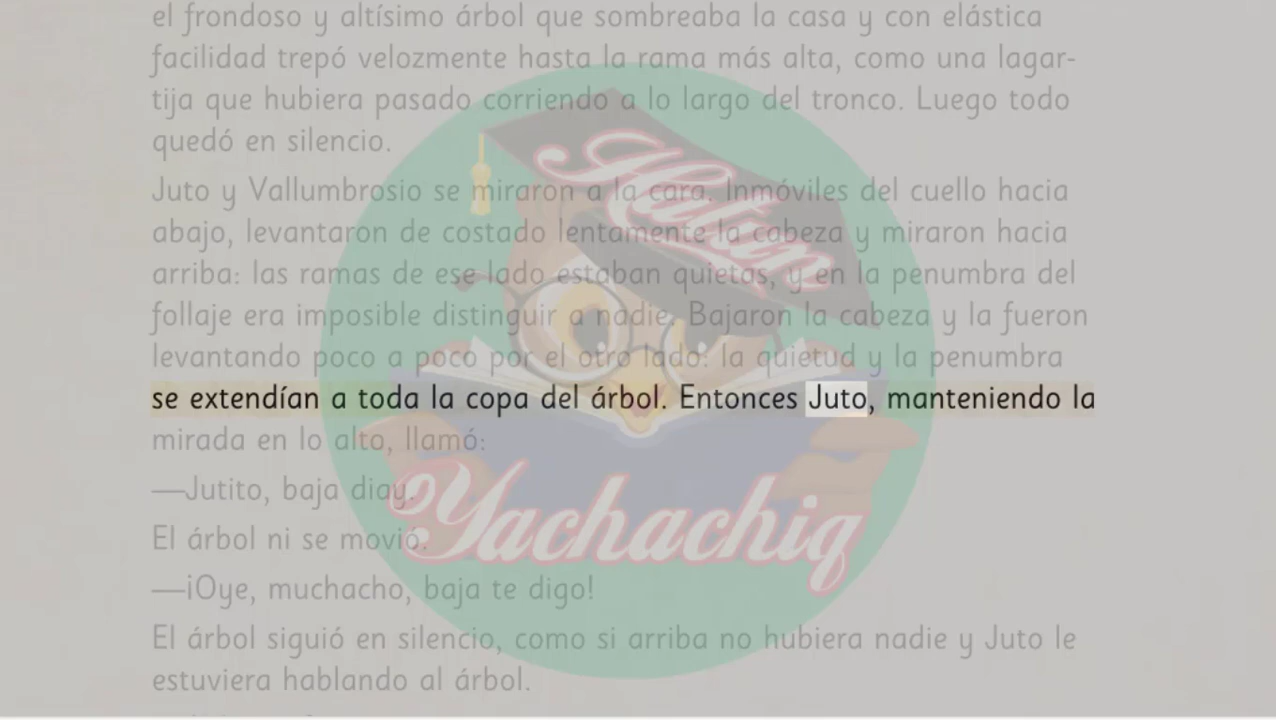 el frondoso y altísimo árbol que sombreaba la casa y con elástica
facilidad trepó velozmente hasta la rama más alta, como una lagar-
tija que hubiera pasado corriendo a lo largo del tronco. Luego todo
quedó en silencio.
Juto y Vallumbrosio se miraron a la cara. Inmóviles del cuello hacia
abajo, levantaron de costado lentamente la cabeza y miraron hacia
arriba: las ramas de ese lado estaban quietas, y en la penumbra del
follaje era imposible distinguir a nadie. Bajaron la cabeza y la fueron
levantando poco a poco por el otro lado: la quietud y la penumbra
se extendían a toda la copa del árbol. Entonces Juto, manteniendo la
mirada en lo alto, llamó:
—Jutito, baja diay.
El árbol ni se movió.
—¡Oye, muchacho, baja te digo!
El árbol siguió en silencio, como si arriba no hubiera nadie y Juto le
estuviera hablando al árbol.
Hatun
Yachachiq